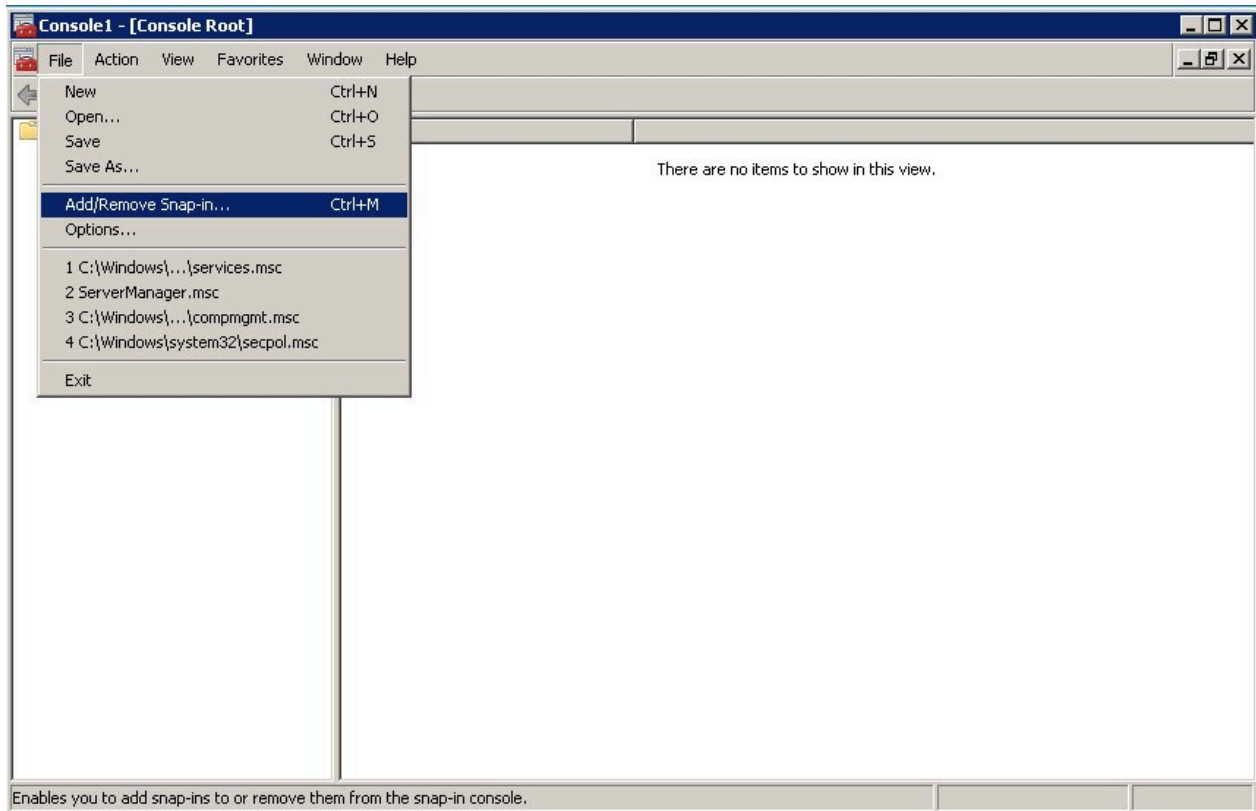 Console1 - [Console Root]
File Action View Favorites Window Help
New Ctrl+N
Open... Ctrl+O
Save Ctrl+S
Save As...
Add/Remove Snap-in... Ctrl+M
Options...
1 C:\Windows\...\services.msc
2 ServerManager.msc
3 C:\Windows\...\compmgmt.msc
4 C:\Windows\system32\secpol.msc
Exit
There are no items to show in this view.
Enables you to add snap-ins to or remove them from the snap-in console.